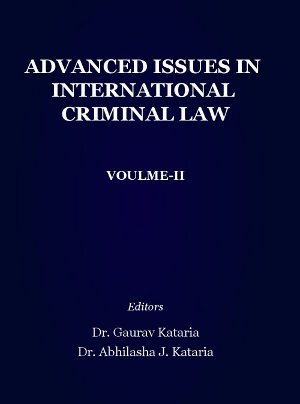 ADVANCED ISSUES IN
INTERNATIONAL
CRIMINAL LAW
VOULME-II
Editors
Dr. Gaurav Kataria
Dr. Abhilasha J. Kataria